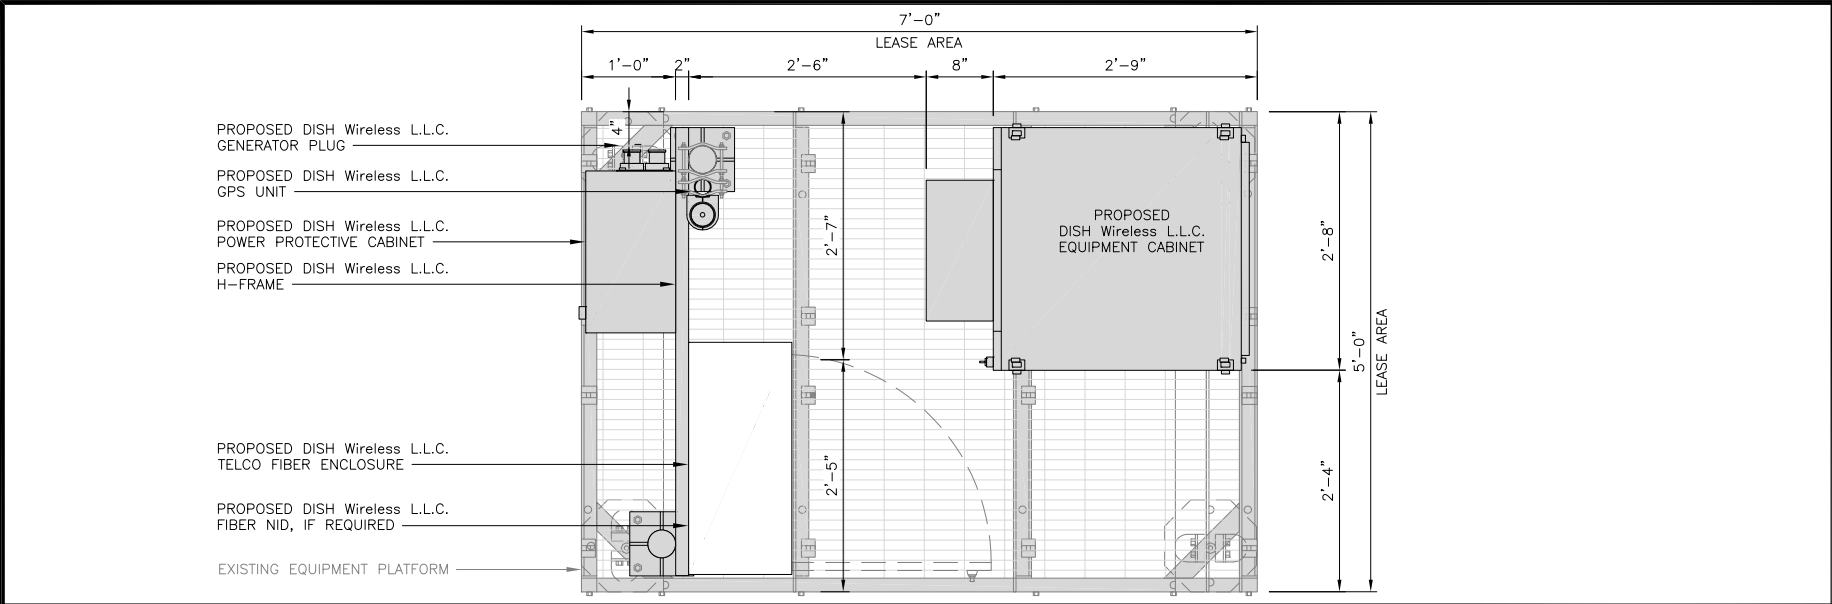 7'-0"
LEASE AREA
1'-0"
2"
2'-6"
8"
2'-9"
4"
PROPOSED DISH Wireless L.L.C.
GENERATOR PLUG
PROPOSED DISH Wireless L.L.C.
GPS UNIT
PROPOSED DISH Wireless L.L.C.
POWER PROTECTIVE CABINET
PROPOSED DISH Wireless L.L.C.
H-FRAME
PROPOSED
DISH Wireless L.L.C.
EQUIPMENT CABINET
2'-7"
2'-8"
5'-0"
LEASE AREA
PROPOSED DISH Wireless L.L.C.
TELCO FIBER ENCLOSURE
2'-5"
2'-4"
PROPOSED DISH Wireless L.L.C.
FIBER NID, IF REQUIRED
EXISTING EQUIPMENT PLATFORM